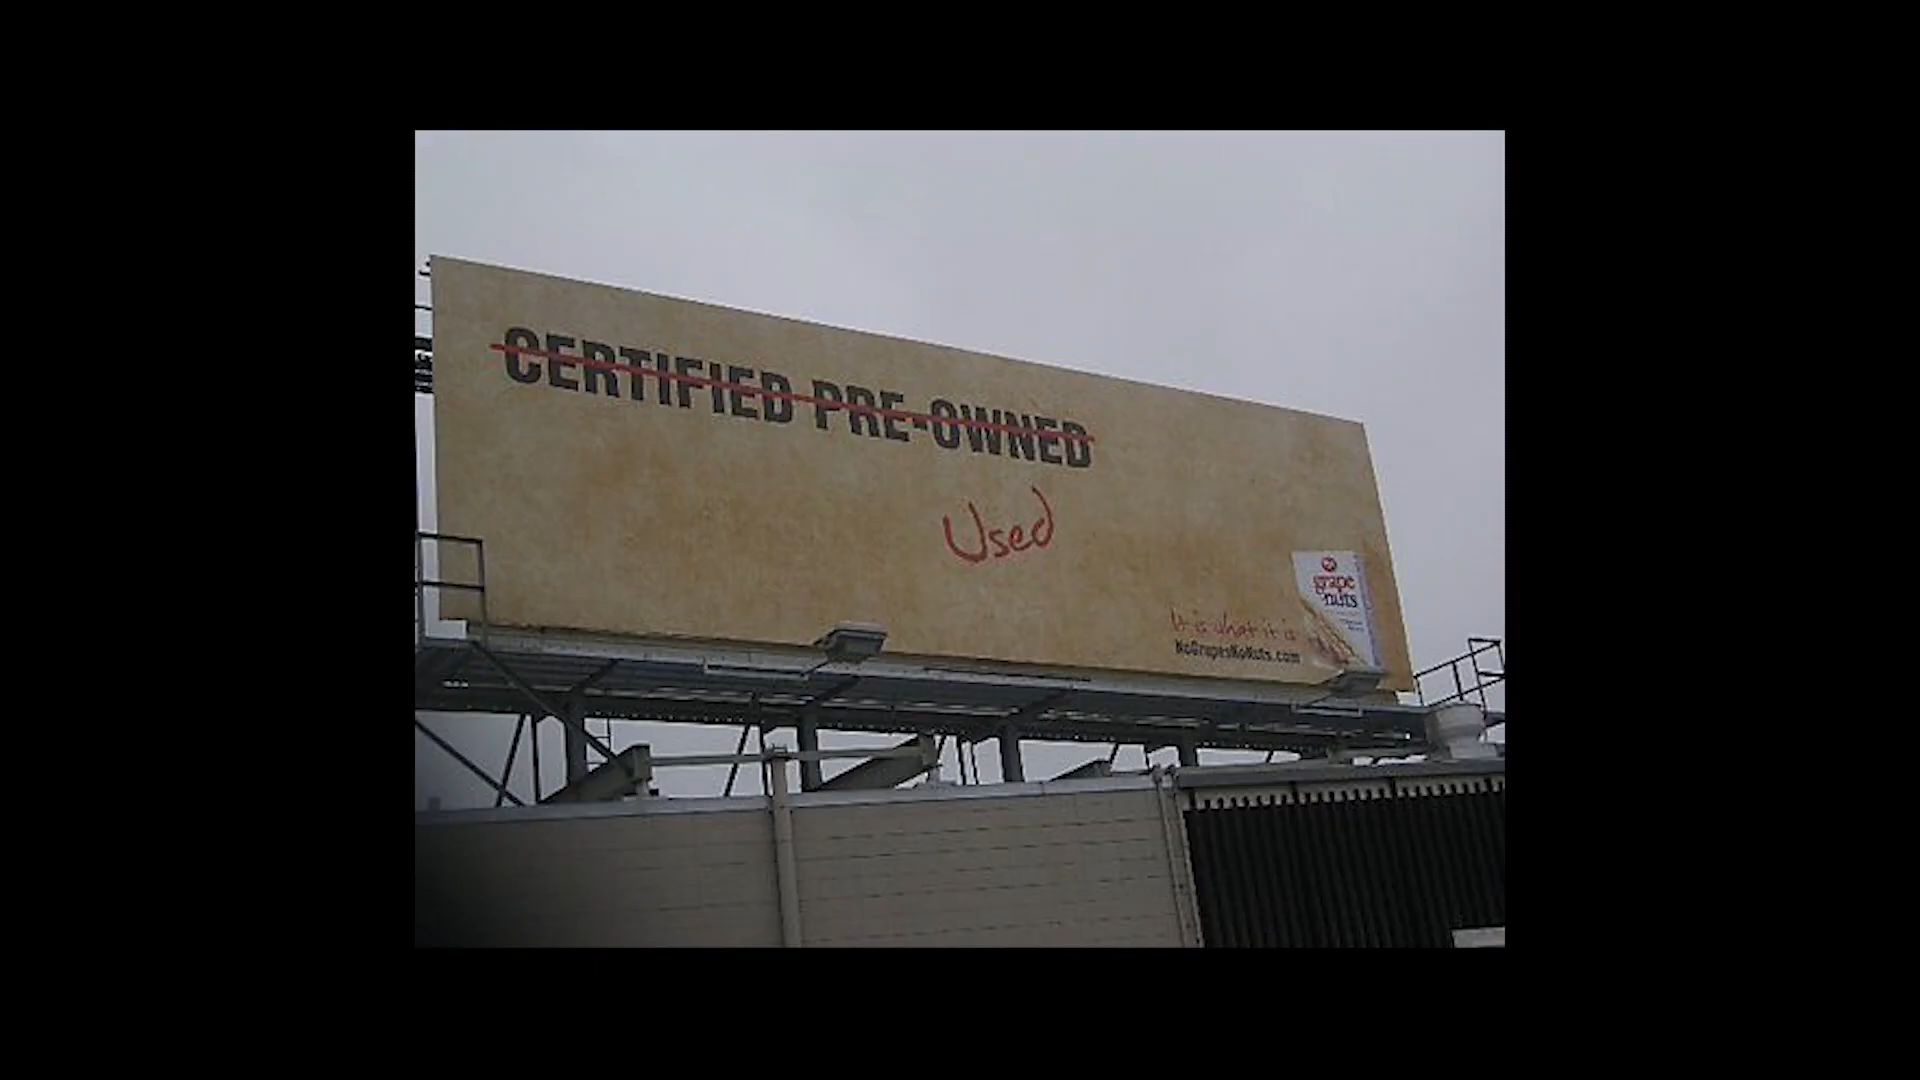 CERTIFIED PRE-OWNED
Used
grape
nuts
It is what it is
NoGrapesNoNuts.com